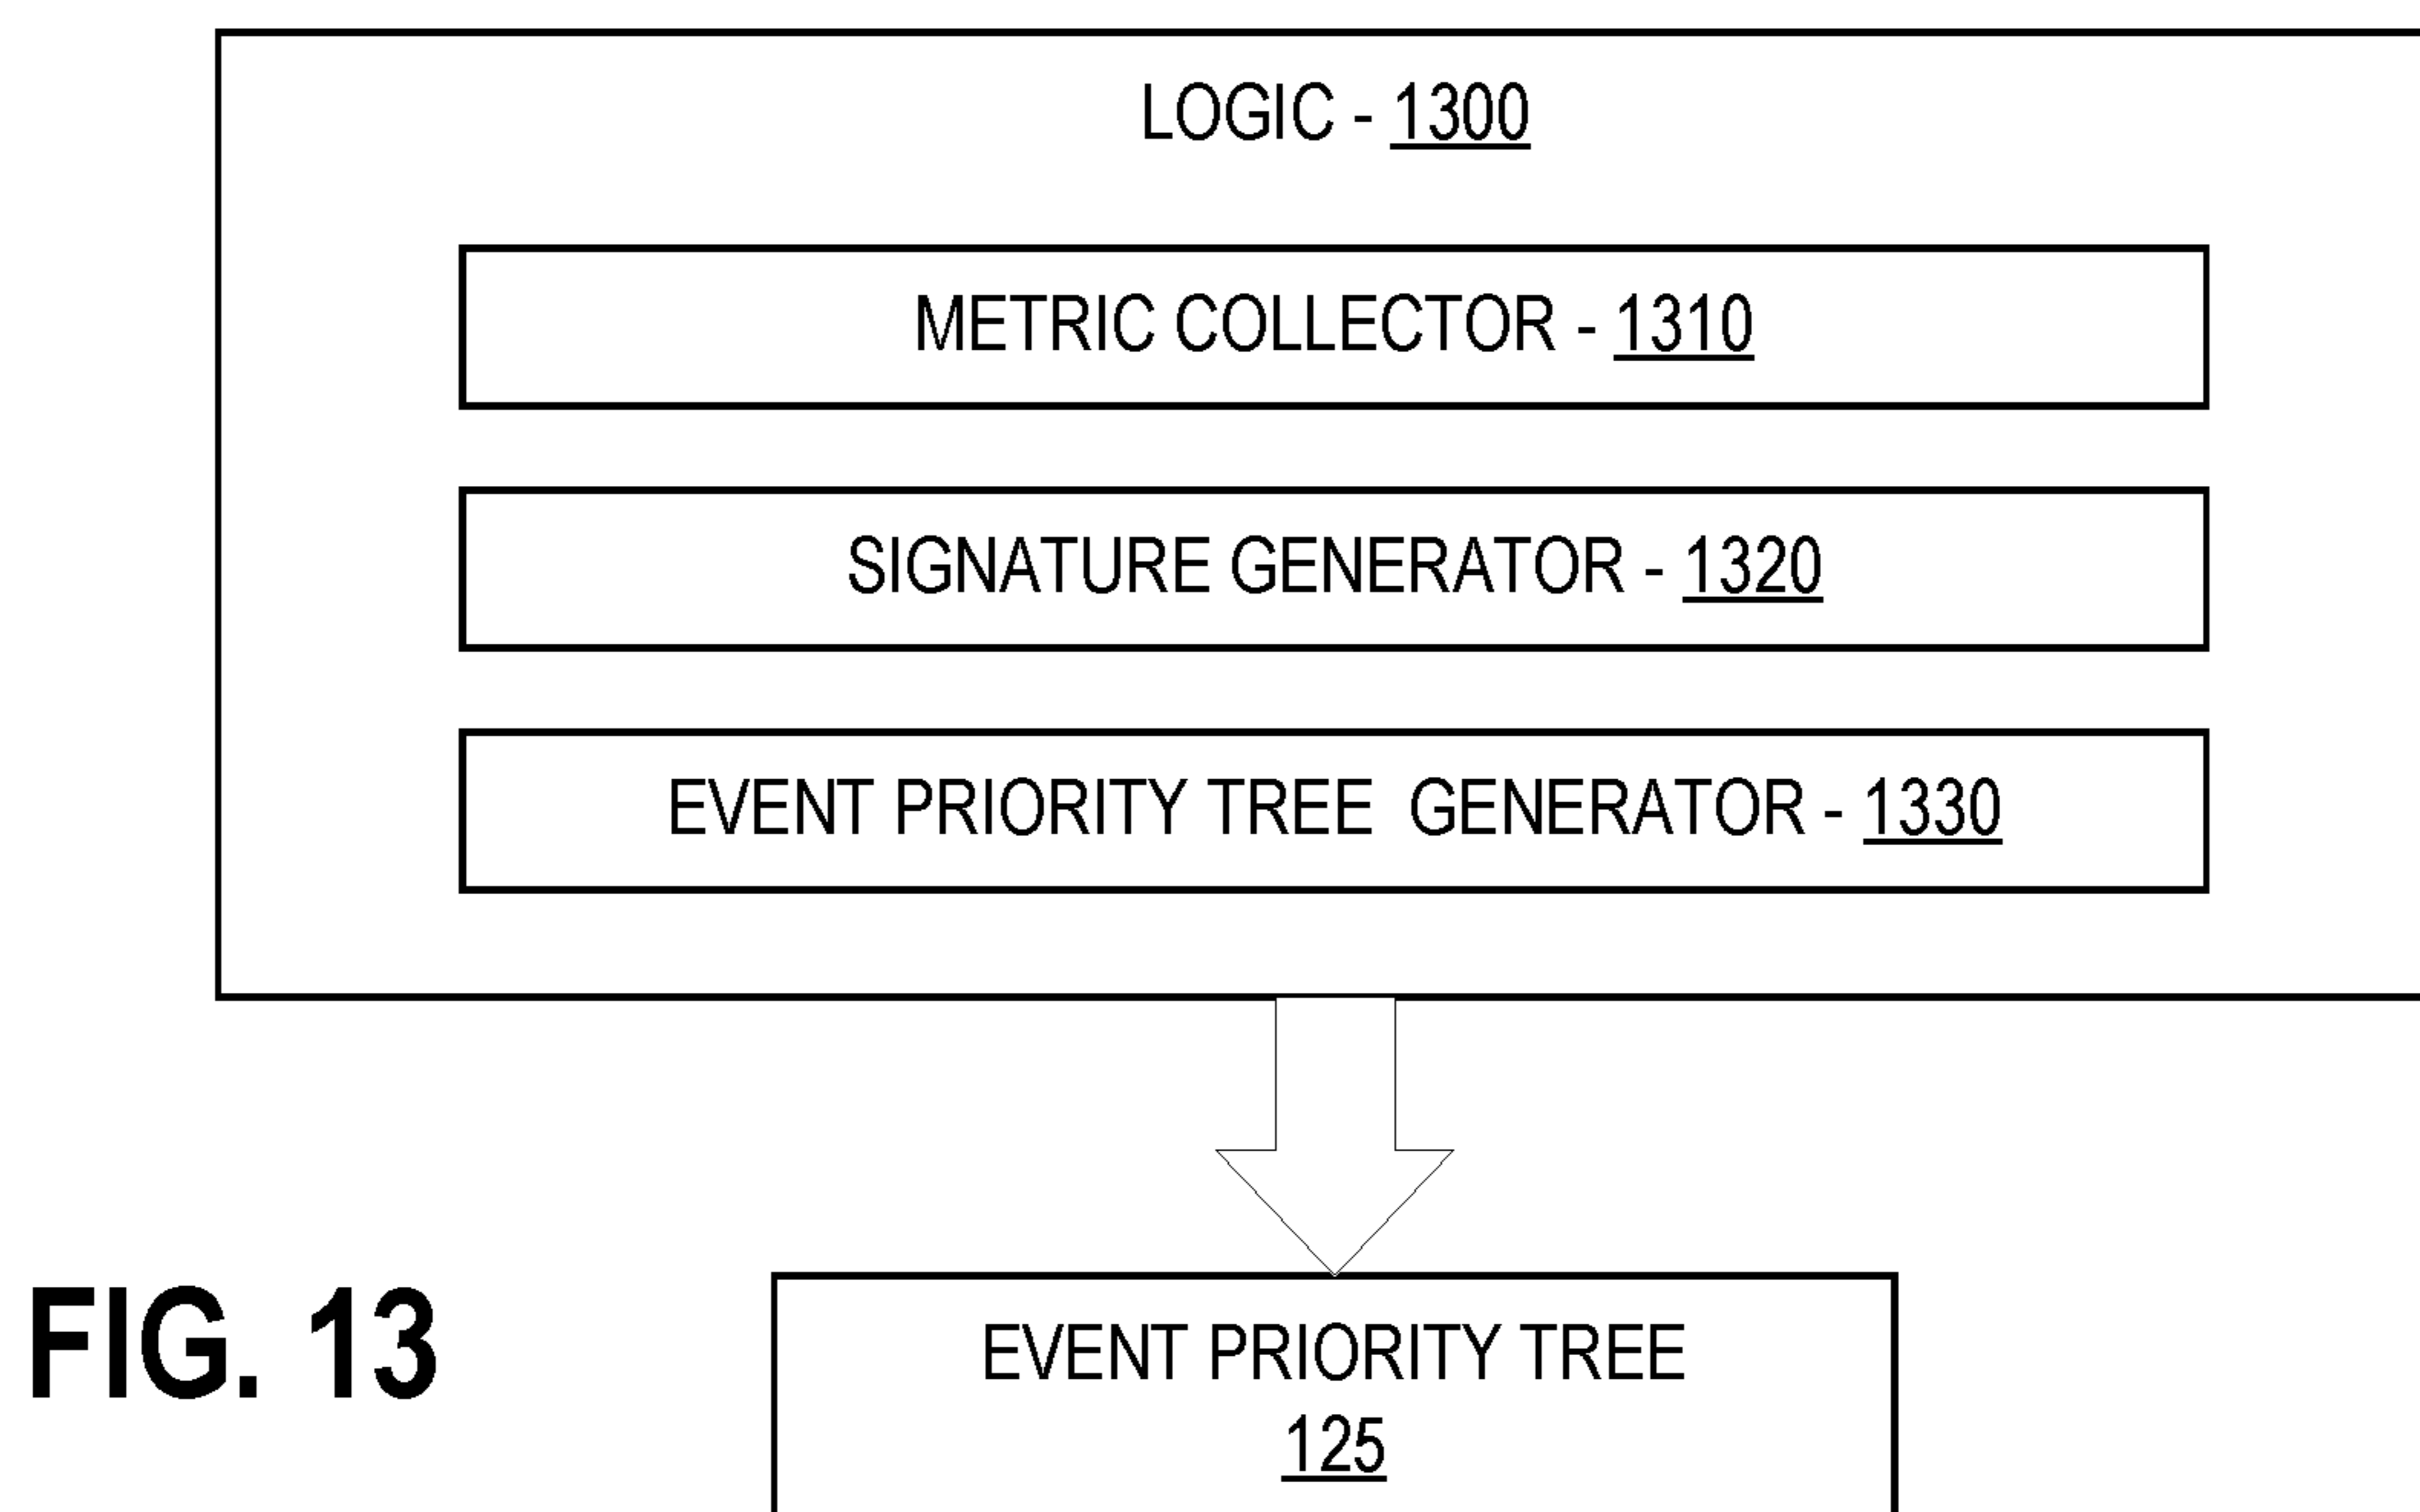 LOGIC - 1300
METRIC COLLECTOR - 1310
SIGNATURE GENERATOR - 1320
EVENT PRIORITY TREE GENERATOR - 1330
EVENT PRIORITY TREE
125
FIG. 13